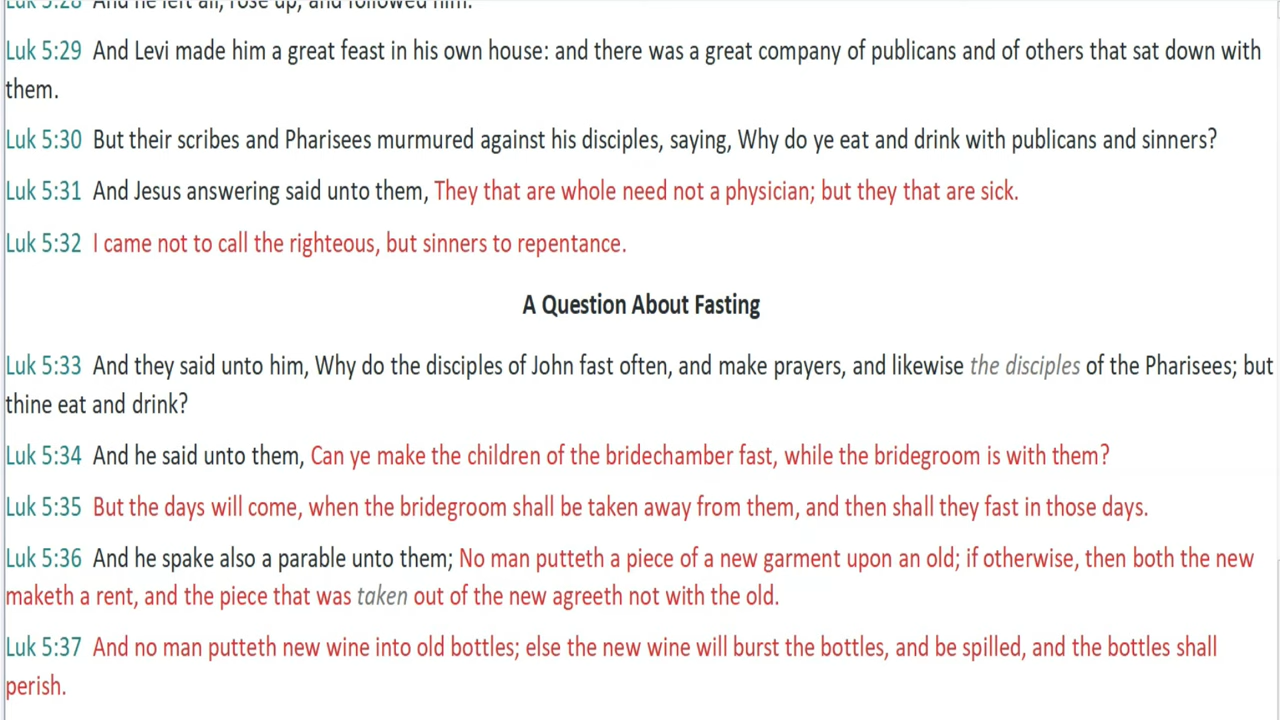 Luk 5:28 And he left all, rose up, and followed him.
Luk 5:29 And Levi made him a great feast in his own house: and there was a great company of publicans and of others that sat down with
them.
Luk 5:30 But their scribes and Pharisees murmured against his disciples, saying, Why do ye eat and drink with publicans and sinners?
Luk 5:31 And Jesus answering said unto them, They that are whole need not a physician; but they that are sick.
Luk 5:32 I came not to call the righteous, but sinners to repentance.
A Question About Fasting
Luk 5:33 And they said unto him, Why do the disciples of John fast often, and make prayers, and likewise the disciples of the Pharisees; but
thine eat and drink?
Luk 5:34 And he said unto them, Can ye make the children of the bridechamber fast, while the bridegroom is with them?
Luk 5:35 But the days will come, when the bridegroom shall be taken away from them, and then shall they fast in those days.
Luk 5:36 And he spake also a parable unto them; No man putteth a piece of a new garment upon an old; if otherwise, then both the new
maketh a rent, and the piece that was taken out of the new agreeth not with the old.
Luk 5:37 And no man putteth new wine into old bottles; else the new wine will burst the bottles, and be spilled, and the bottles shall
perish.